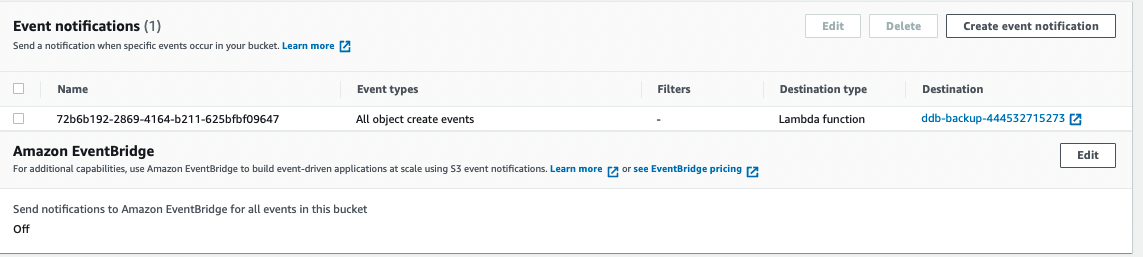 Event notifications (1)
Edit
Delete
Create event notification
Send a notification when specific events occur in your bucket. Learn more
Name
Event types
Filters
Destination type
Destination
72b6b192-2869-4164-b211-625bfbf09647
All object create events
-
Lambda function
ddb-backup-444532715273
Amazon EventBridge
Edit
For additional capabilities, use Amazon EventBridge to build event-driven applications at scale using S3 event notifications. Learn more or see EventBridge pricing
Send notifications to Amazon EventBridge for all events in this bucket
Off